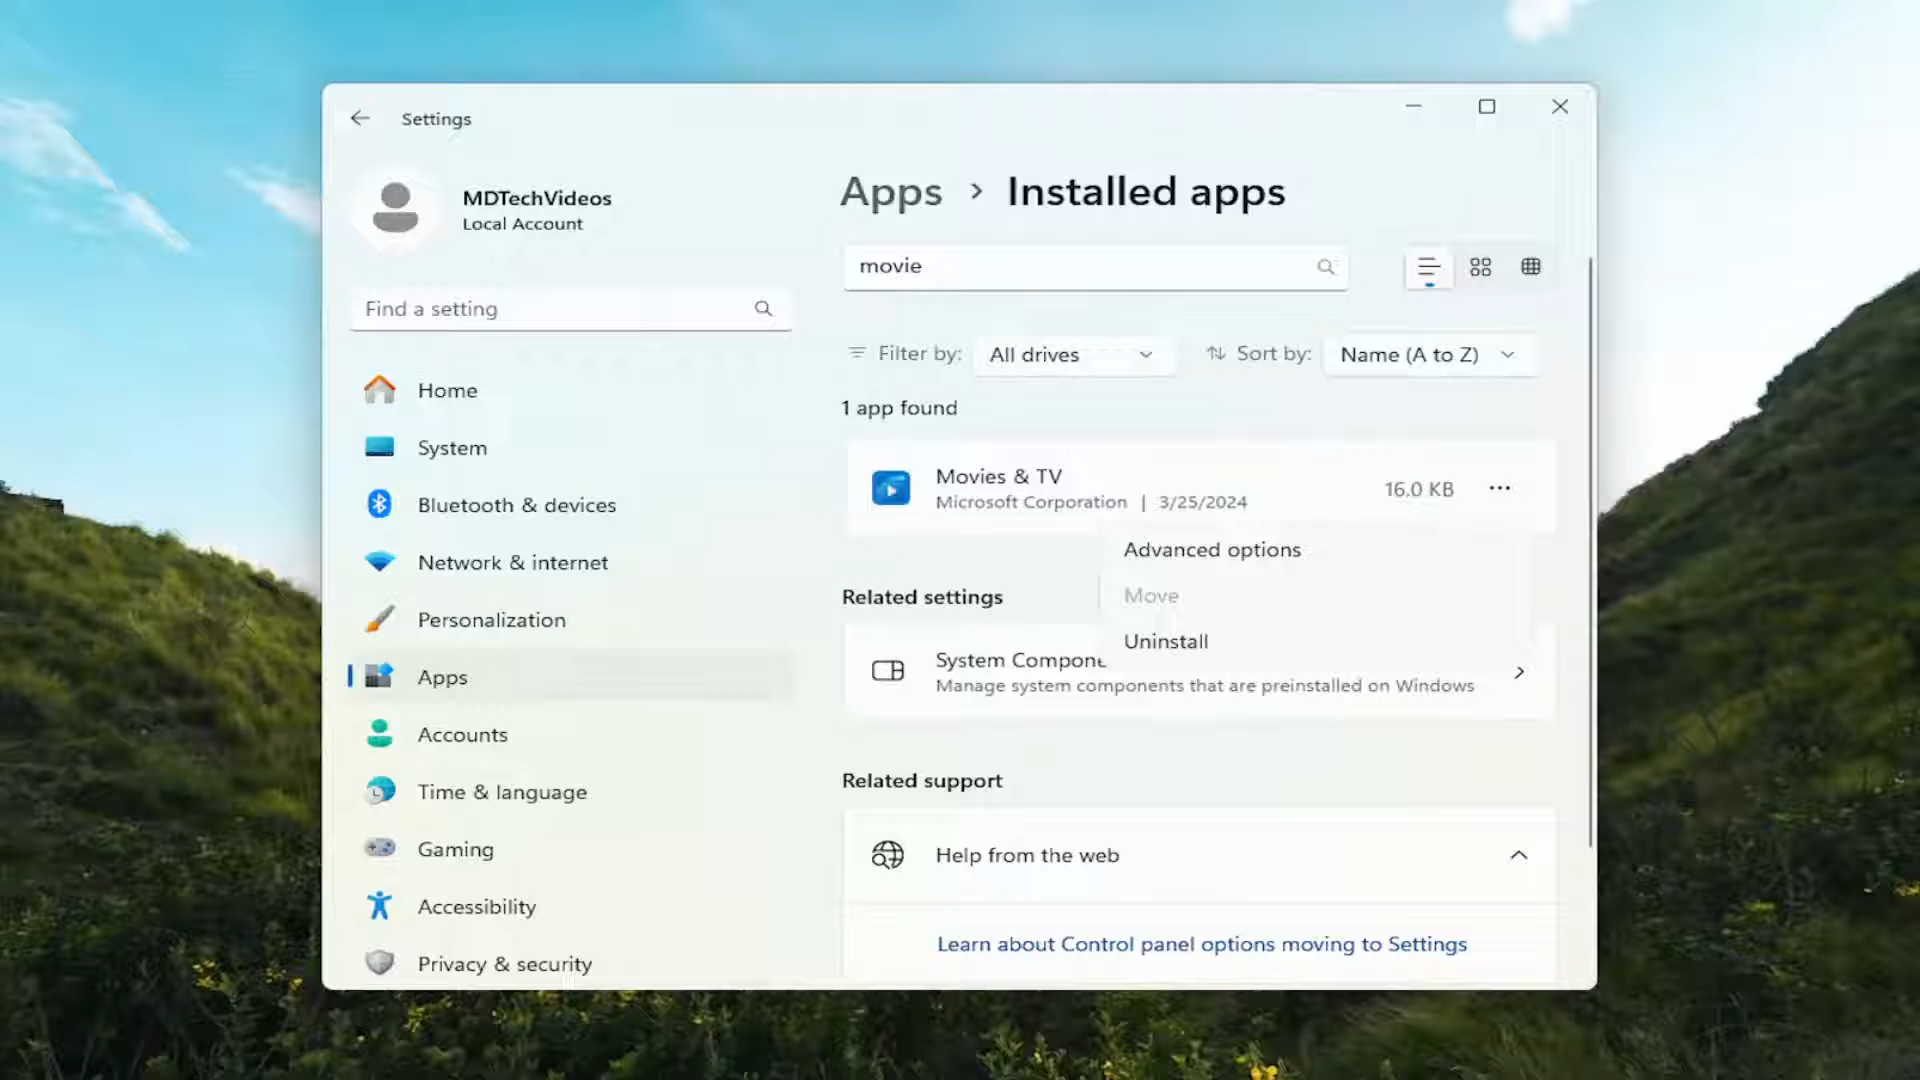 Settings
MDTechVideos
Local Account
Find a setting
Home
System
Bluetooth & devices
Network & internet
Personalization
Apps
Accounts
Time & language
Gaming
Accessibility
Privacy & security
Apps > Installed apps
movie
Filter by: All drives Sort by: Name (A to Z)
1 app found
Movies & TV
Microsoft Corporation | 3/25/2024
16.0 KB
Advanced options
Move
Uninstall
Related settings
System Compone
Manage system components that are preinstalled on Windows
Related support
Help from the web
Learn about Control panel options moving to Settings